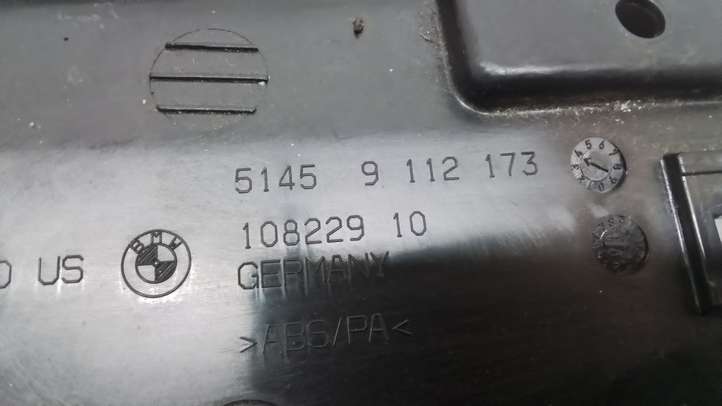 5145 9 112 173
108229 10
US BMW GERMANY
>ABS/PA<